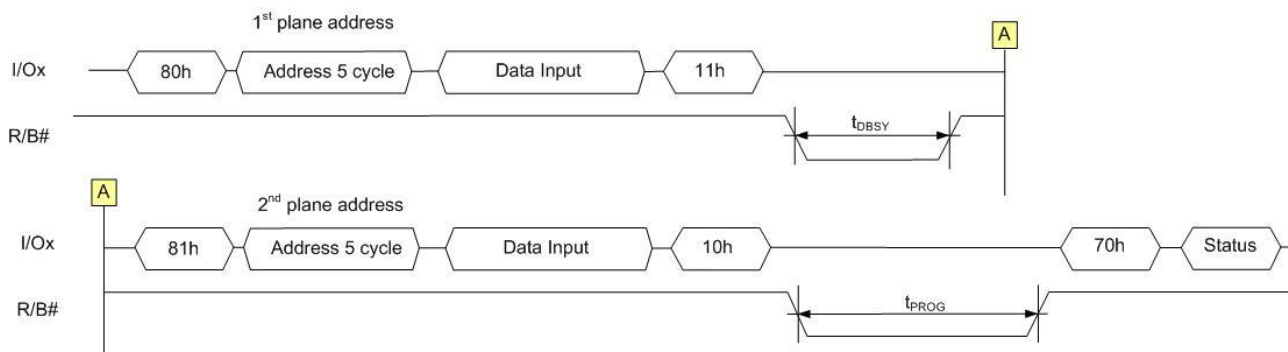 1st plane address
A
I/Ox 80h Address 5 cycle Data Input 11h
R/B# tDBSY
A
2nd plane address
I/Ox 81h Address 5 cycle Data Input 10h 70h Status
R/B# tPROG